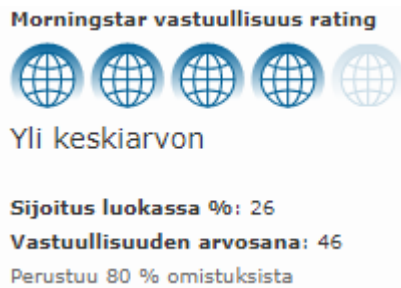 Morningstar vastuullisuus rating
Yli keskiarvon
Sijoitus luokassa %: 26
Vastuullisuuden arvosana: 46
Perustuu 80 % omistuksista